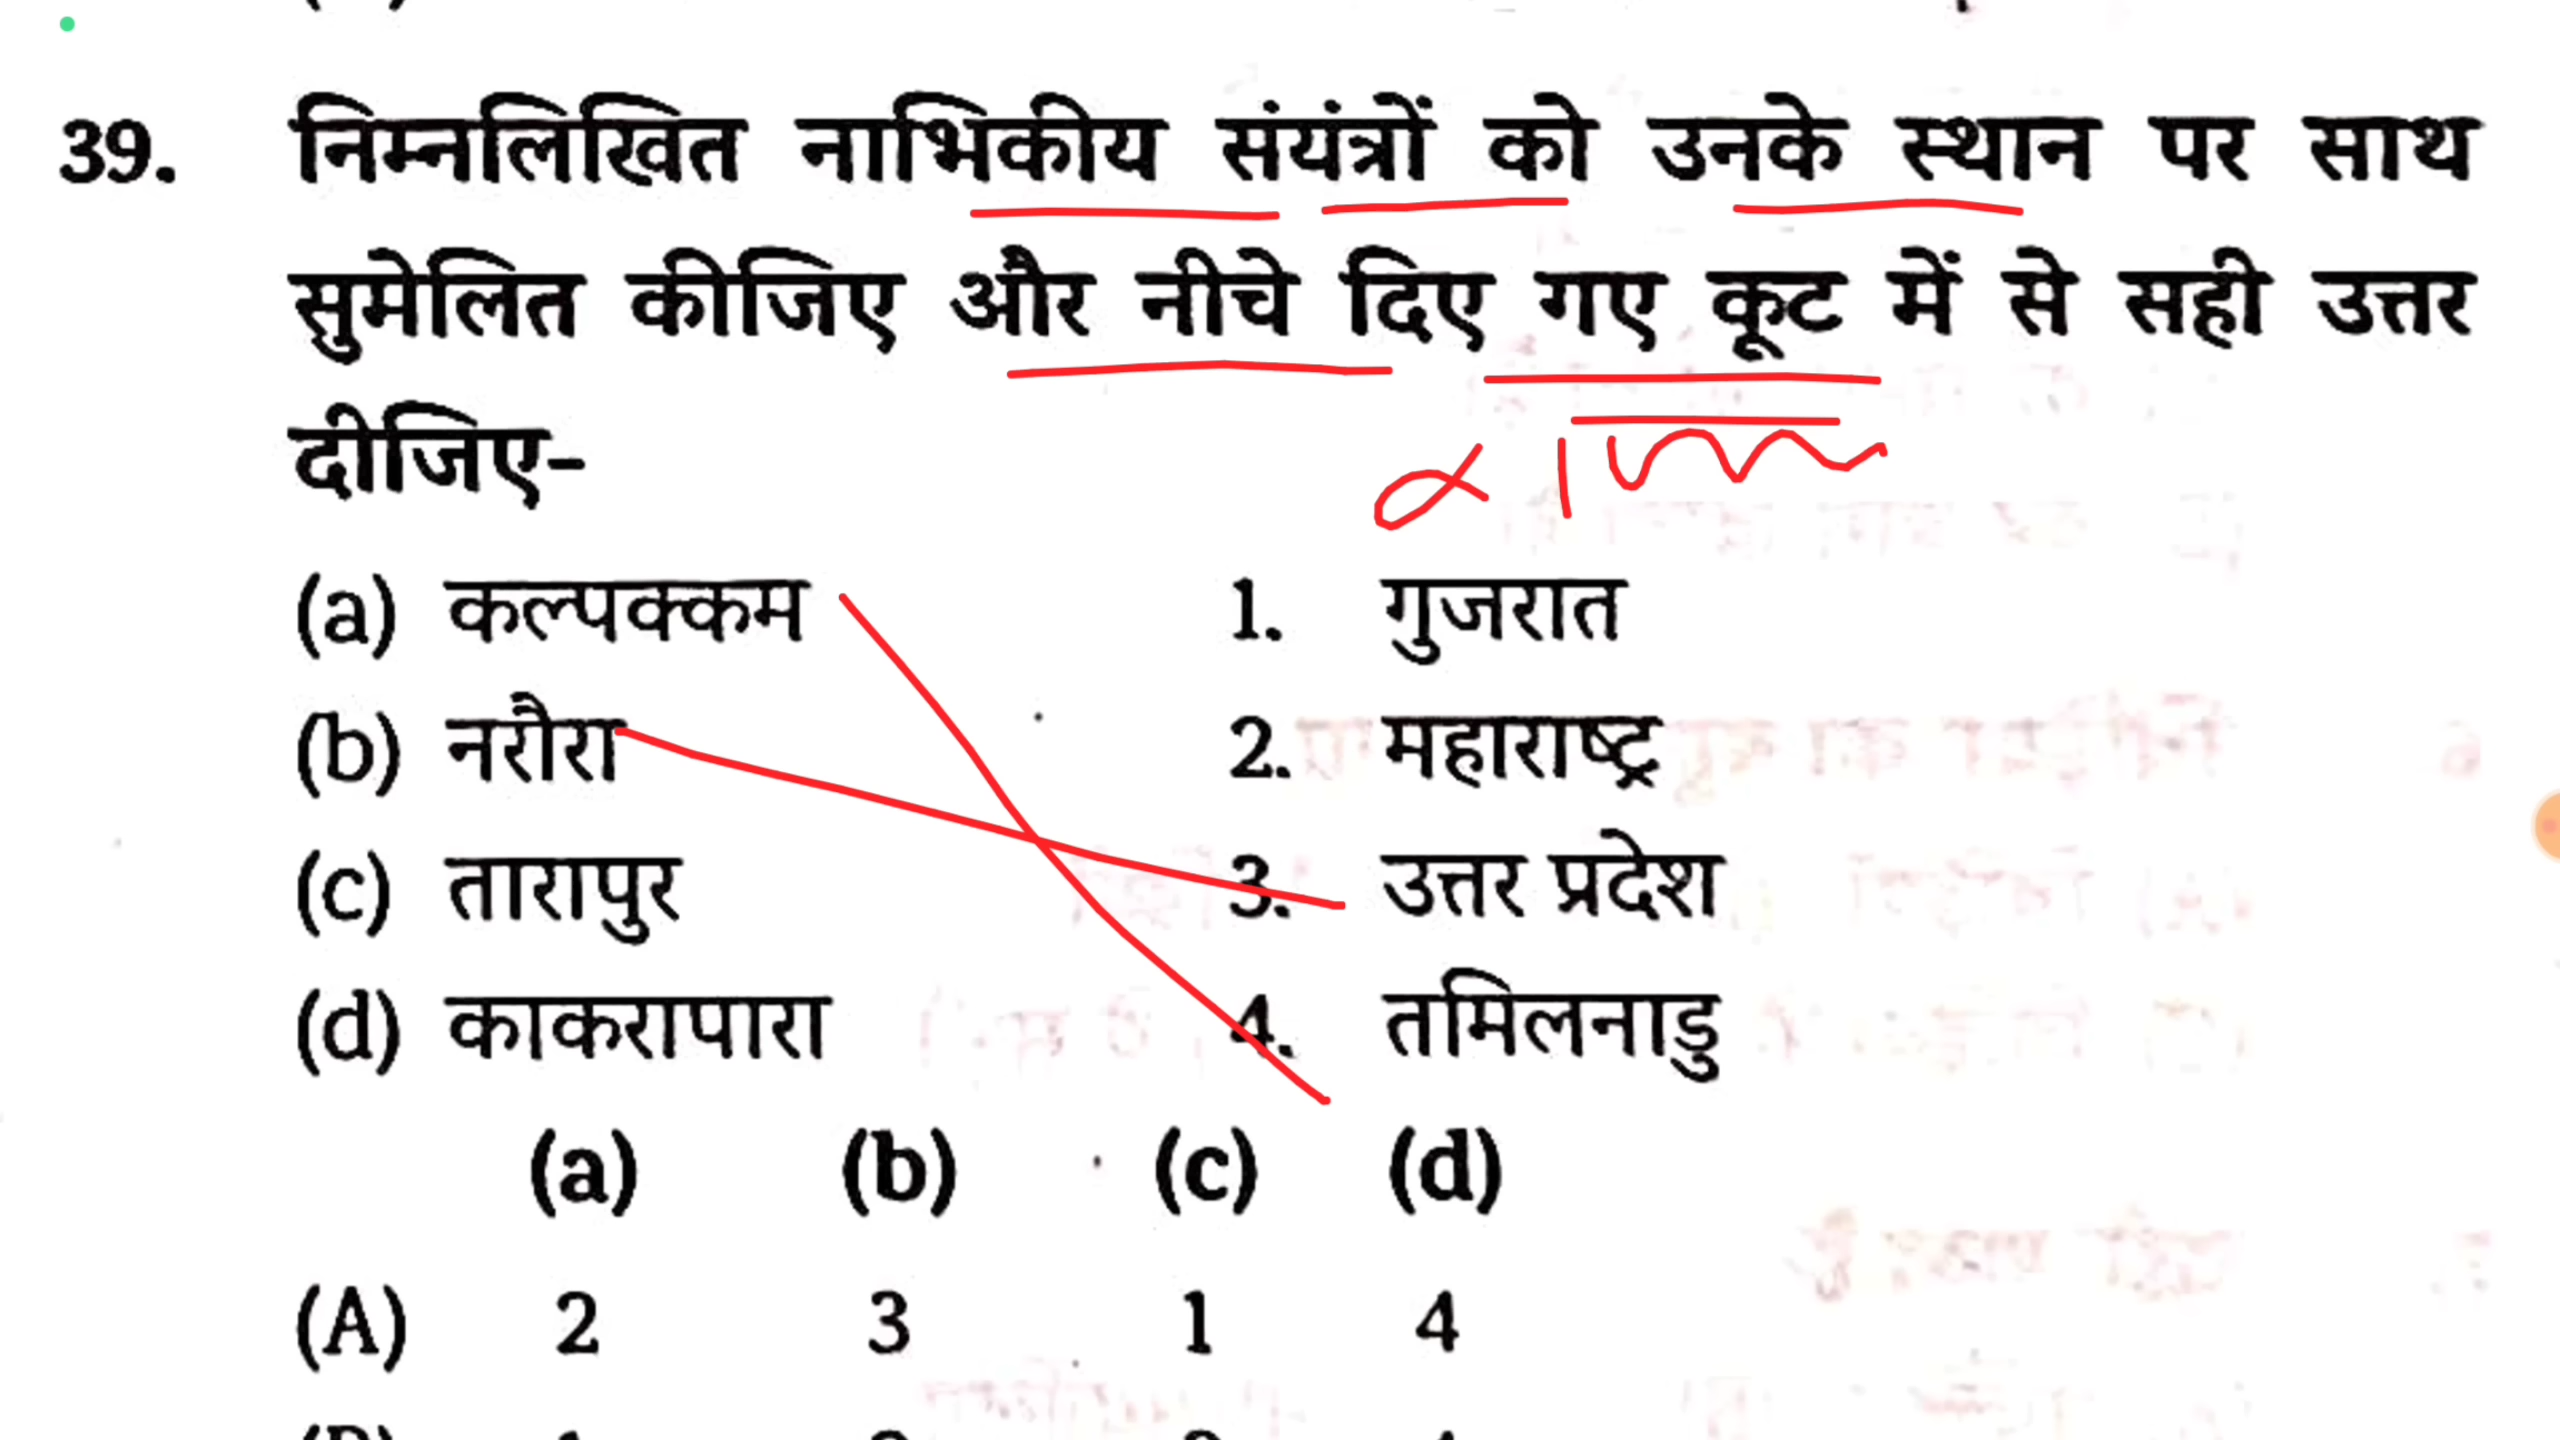 39. निम्नलिखित नाभिकीय संयंत्रों को उनके स्थान पर साथ
सुमेलित कीजिए और नीचे दिए गए कूट में से सही उत्तर
दीजिए-
(a) कल्पक्कम 1. गुजरात
(b) नरौरा 2. महाराष्ट्र
(c) तारापुर 3. उत्तर प्रदेश
(d) काकरापारा 4. तमिलनाडु
(a) (b) (c) (d)
(A) 2 3 1 4